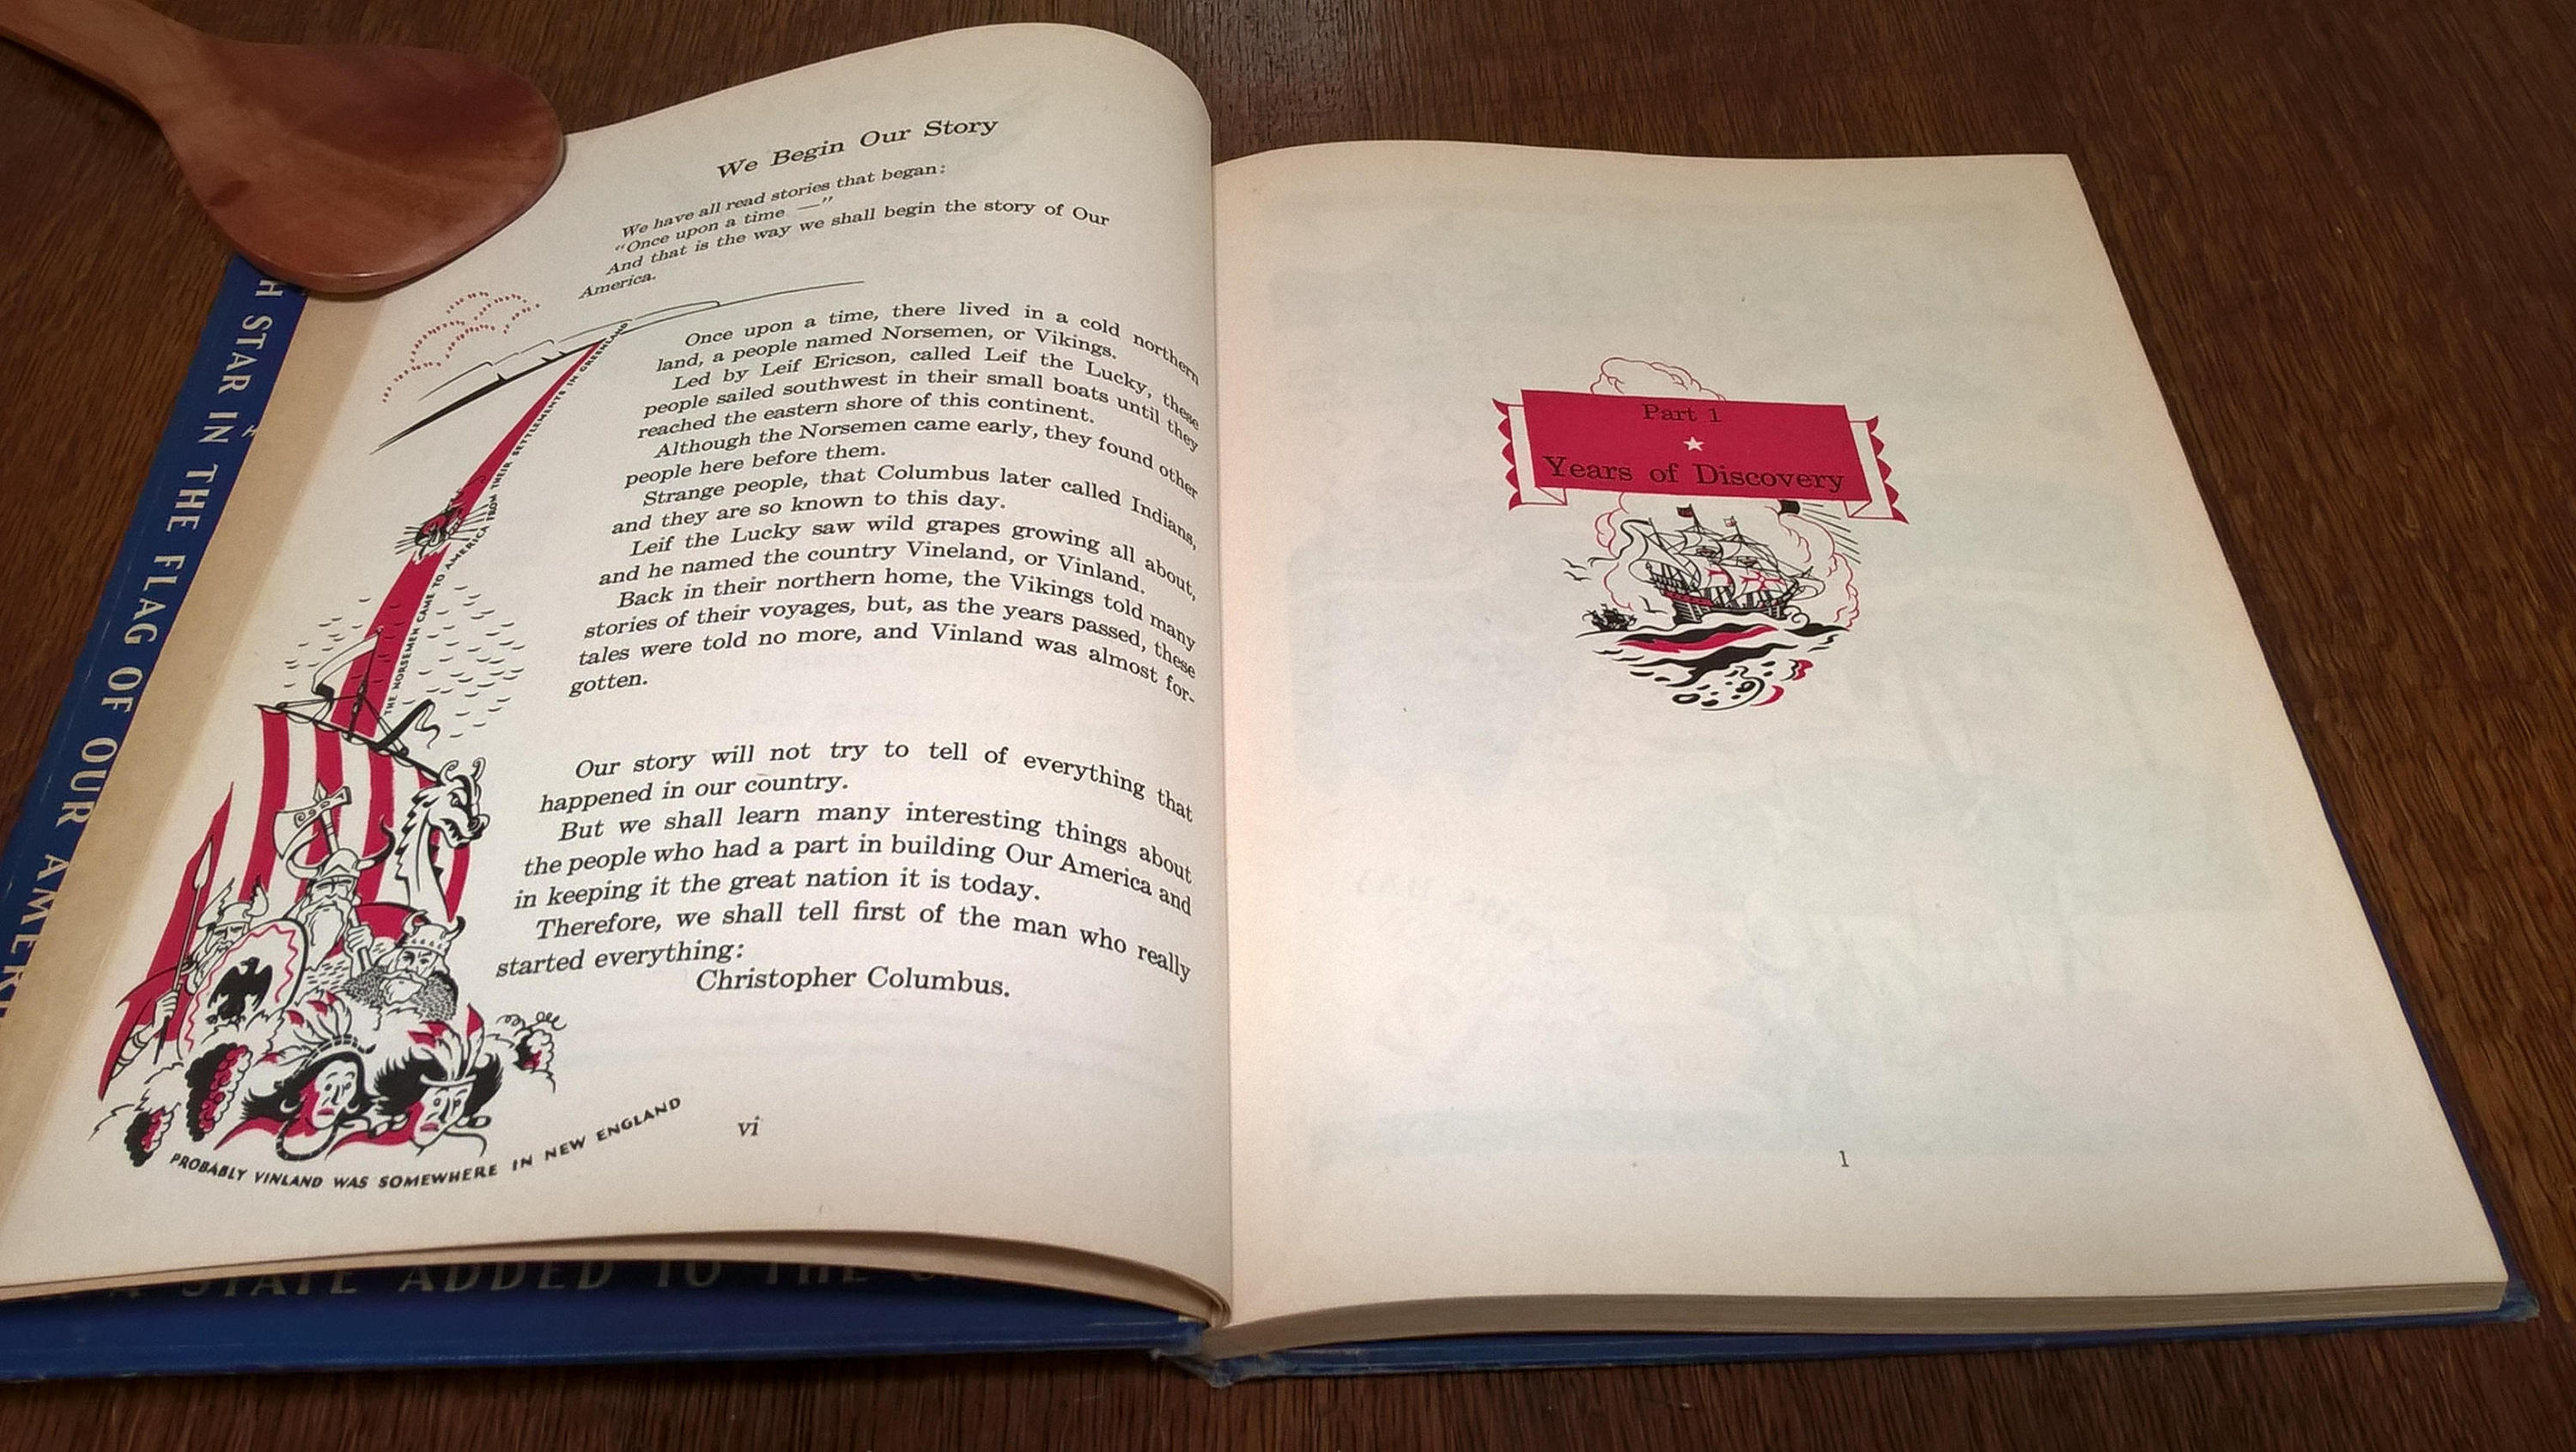 We Begin Our Story
We have all read stories that began:
"Once upon a time —"
And that is the way we shall begin the story of Our
America.
Once upon a time, there lived in a cold northern
land, a people named Norsemen, or Vikings.
Led by Leif Ericson, called Leif the Lucky, these
people sailed southwest in their small boats until they
reached the eastern shore of this continent.
Although the Norsemen came early, they found other
people here before them.
Strange people, that Columbus later called Indians,
and they are so known to this day.
Leif the Lucky saw wild grapes growing all about,
and he named the country Vineland, or Vinland.
Back in their northern home, the Vikings told many
stories of their voyages, but, as the years passed, these
tales were told no more, and Vinland was almost for-
gotten.
Our story will not try to tell of everything that
happened in our country.
But we shall learn many interesting things about
the people who had a part in building Our America and
in keeping it the great nation it is today.
Therefore, we shall tell first of the man who really
started everything:
Christopher Columbus.
THE NORSEMEN CAME TO AMERICA FROM THEIR SETTLEMENTS IN GREENLAND
PROBABLY VINLAND WAS SOMEWHERE IN NEW ENGLAND
vi
H STAR IN THE FLAG OF OUR AMER
STATE ADDED TO THE
Part 1
Years of Discovery
1